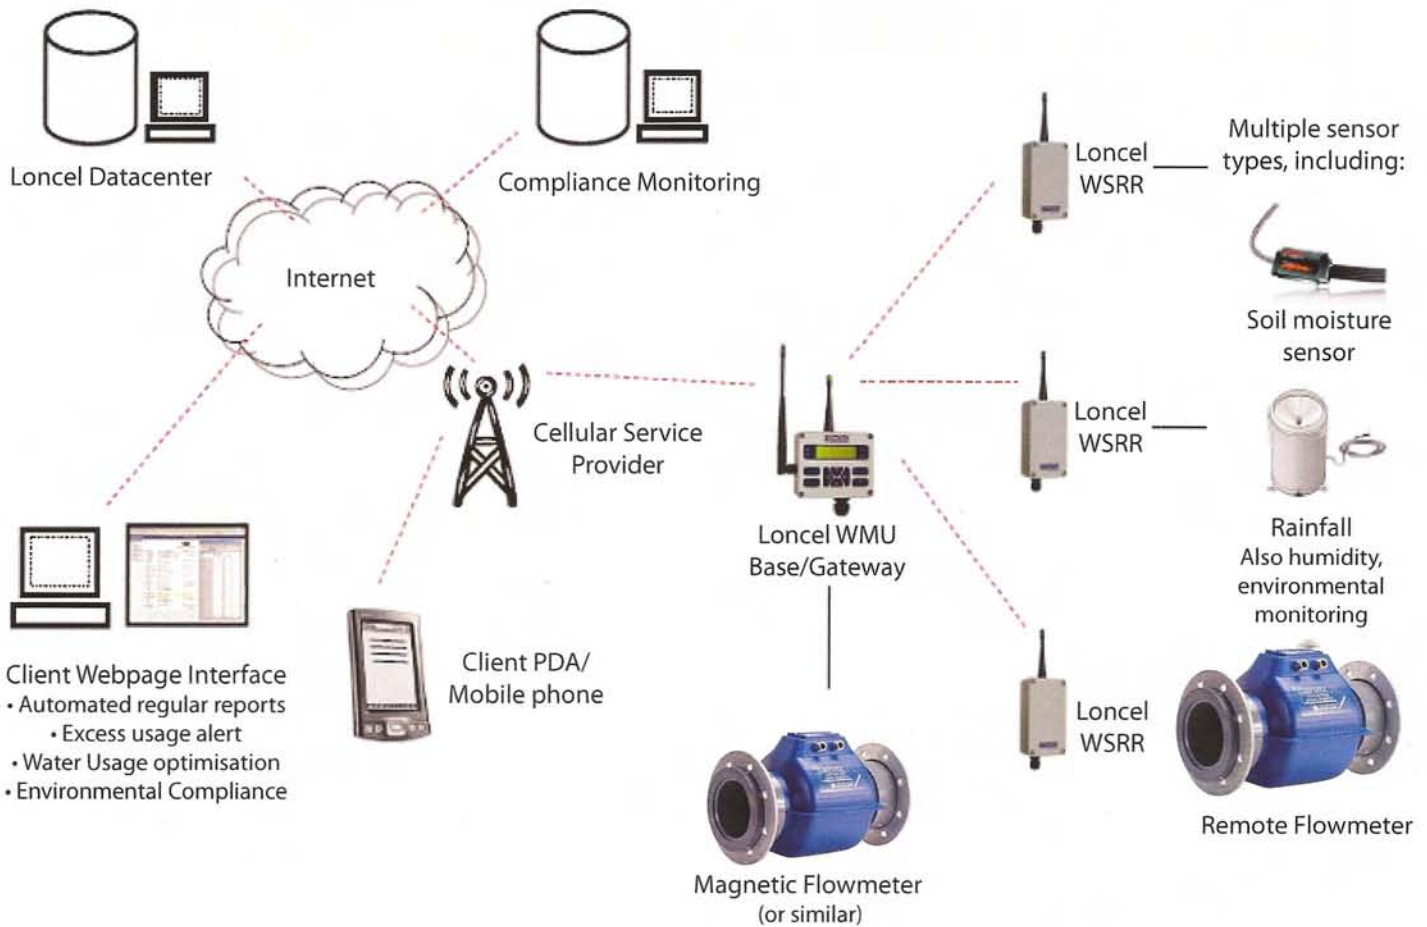 Loncel Datacenter
Compliance Monitoring
Internet
Cellular Service
Provider
Client Webpage Interface
• Automated regular reports
• Excess usage alert
• Water Usage optimisation
• Environmental Compliance
Client PDA/
Mobile phone
Loncel WMU
Base/Gateway
Magnetic Flowmeter
(or similar)
Loncel
WSRR
Multiple sensor
types, including:
Soil moisture
sensor
Loncel
WSRR
Rainfall
Also humidity,
environmental
monitoring
Loncel
WSRR
Remote Flowmeter